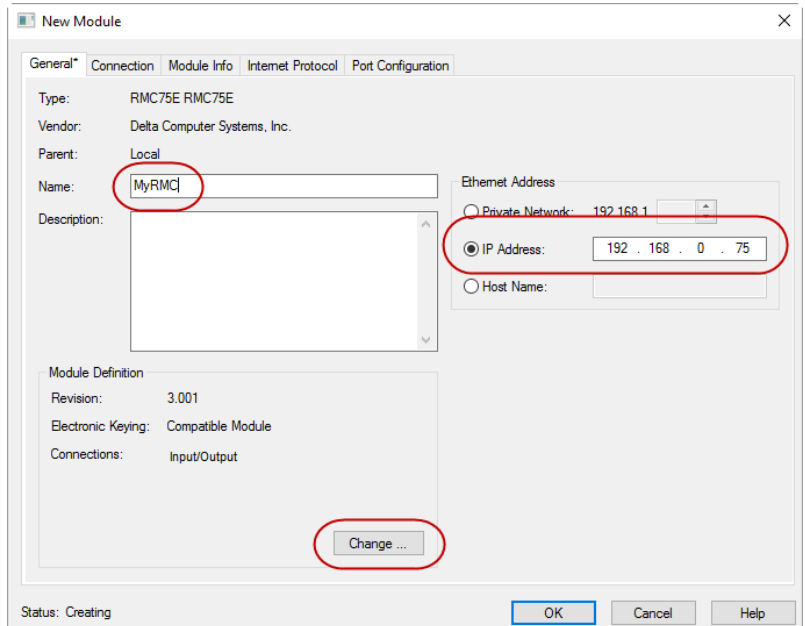 New Module
General* Connection Module Info Internet Protocol Port Configuration
Type: RMC75E RMC75E
Vendor: Delta Computer Systems, Inc.
Parent: Local
Name: MyRMC
Description:
Ethernet Address
Private Network: 192.168.1
IP Address: 192 . 168 . 0 . 75
Host Name:
Module Definition
Revision: 3.001
Electronic Keying: Compatible Module
Connections: Input/Output
Change ...
Status: Creating
OK Cancel Help